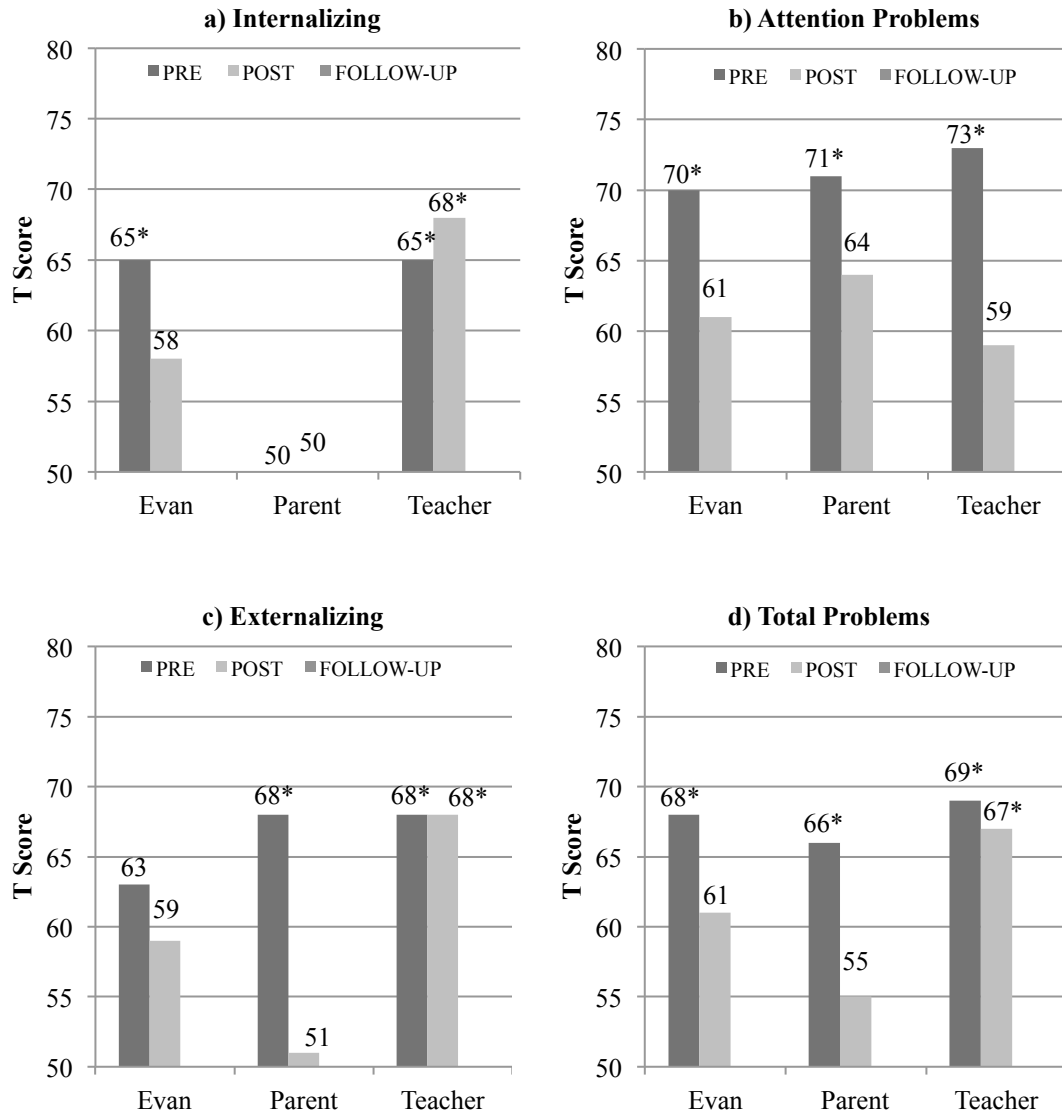 a) Internalizing
80
PRE POST FOLLOW-UP
75
70
68*
65* 65*
65
T Score
60
58
55
50 50
50
Evan Parent Teacher
b) Attention Problems
80
PRE POST FOLLOW-UP
75
73*
70* 71*
70
64
65
T Score
61
60
59
55
50
Evan Parent Teacher
c) Externalizing
80
PRE POST FOLLOW-UP
75
70
68* 68* 68*
65
63
T Score
60
59
55
51
50
Evan Parent Teacher
d) Total Problems
80
PRE POST FOLLOW-UP
75
70
69*
68* 66* 67*
65
T Score
61
60
55
55
50
Evan Parent Teacher